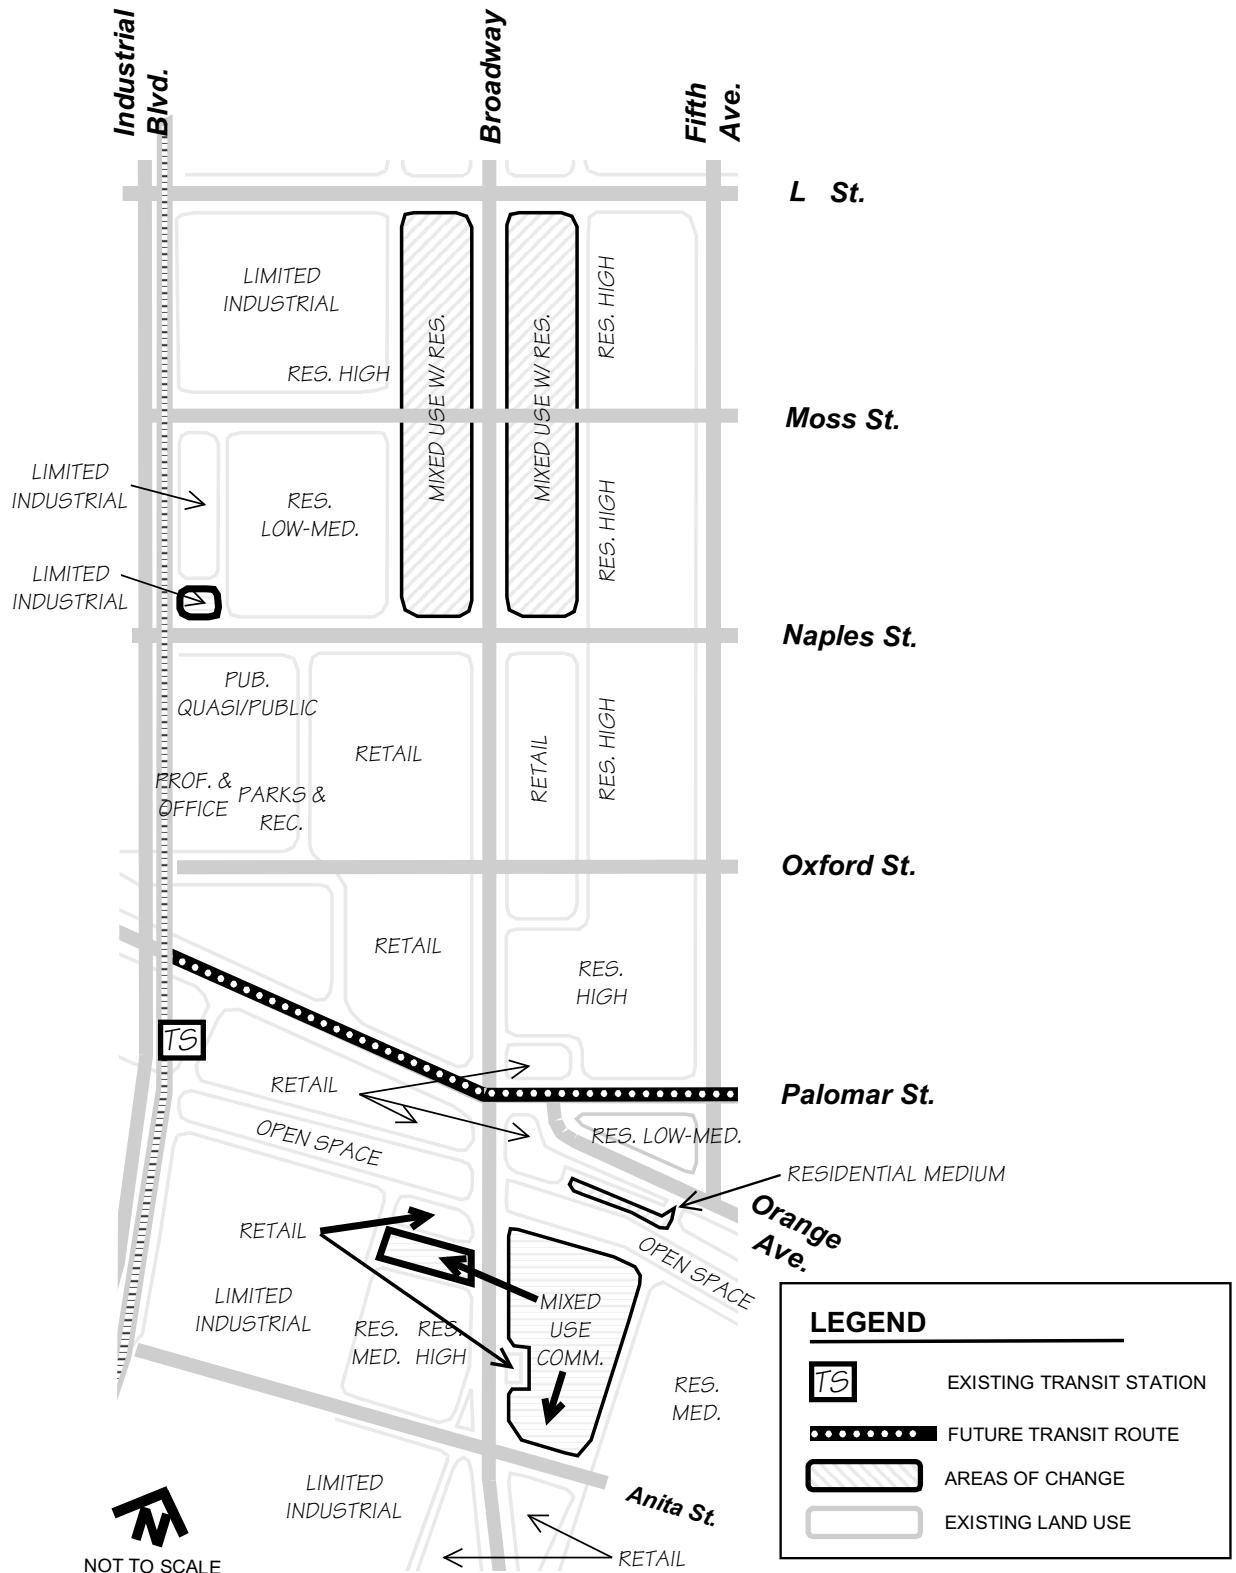 Industrial
Blvd.
Broadway
Fifth
Ave.
L St.
LIMITED
INDUSTRIAL
RES. HIGH
MIXED USE W/ RES.
MIXED USE W/ RES.
RES. HIGH
Moss St.
LIMITED
INDUSTRIAL
RES.
LOW-MED.
RES. HIGH
LIMITED
INDUSTRIAL
Naples St.
PUB.
QUASI/PUBLIC
RETAIL
RETAIL
RES. HIGH
PROF. &
OFFICE
PARKS &
REC.
Oxford St.
RETAIL
RES.
HIGH
TS
RETAIL
Palomar St.
OPEN SPACE
RES. LOW-MED.
RESIDENTIAL MEDIUM
Orange
Ave.
RETAIL
OPEN SPACE
LIMITED
INDUSTRIAL
RES.
MED.
RES.
HIGH
MIXED
USE
COMM.
RES.
MED.
LIMITED
INDUSTRIAL
Anita St.
RETAIL
N
NOT TO SCALE
LEGEND
TS
EXISTING TRANSIT STATION
FUTURE TRANSIT ROUTE
AREAS OF CHANGE
EXISTING LAND USE